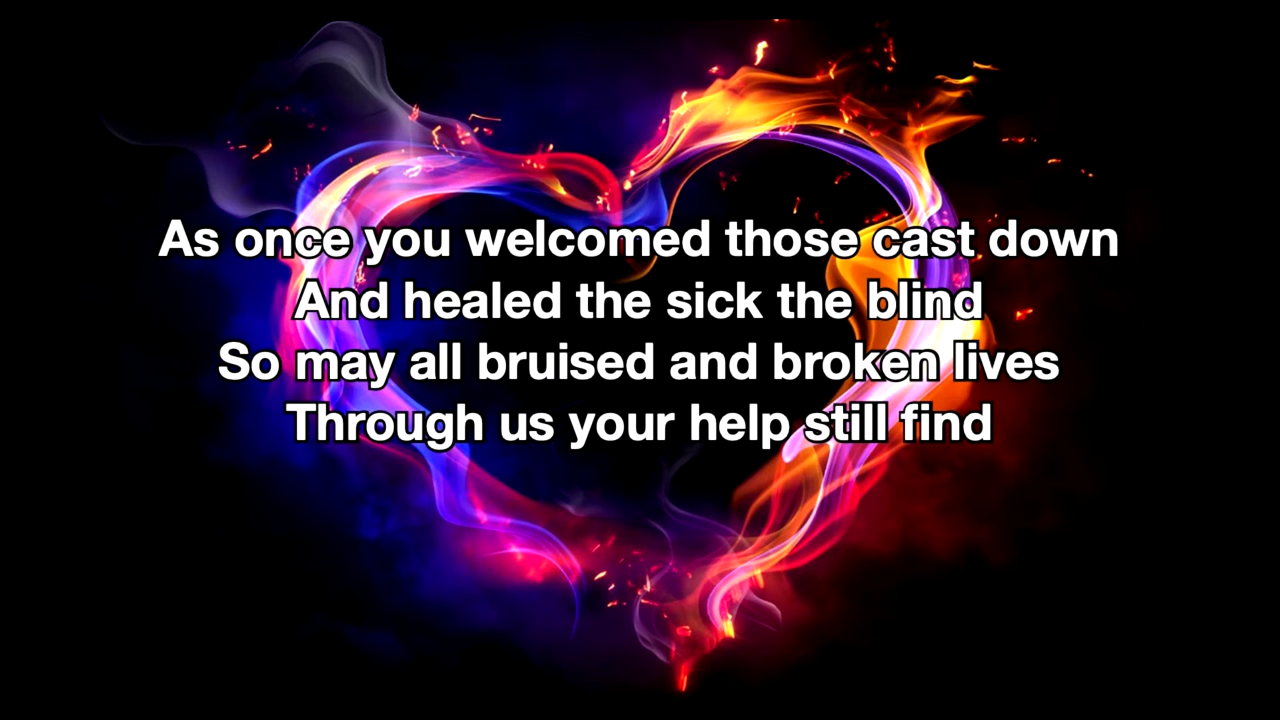 As once you welcomed those cast down
And healed the sick the blind
So may all bruised and broken lives
Through us your help still find